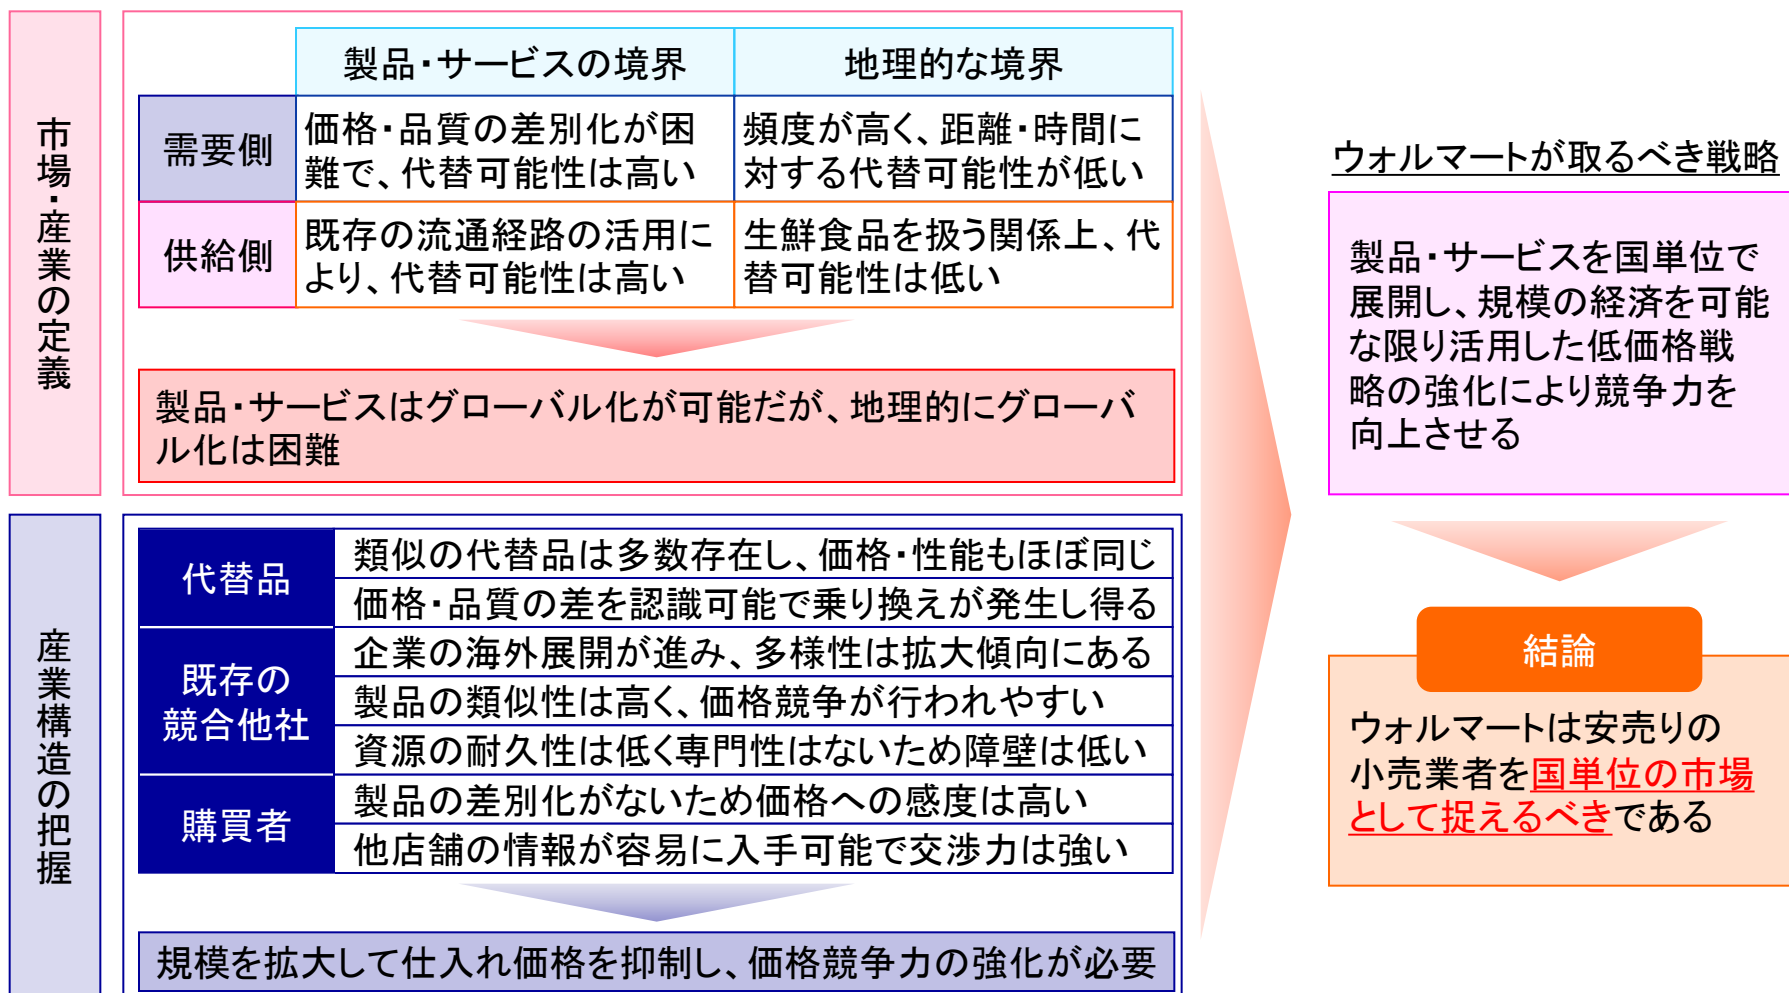 市場・産業の定義
製品・サービスの境界
地理的な境界
需要側
価格・品質の差別化が困
難で、代替可能性は高い
頻度が高く、距離・時間に
対する代替可能性が低い
供給側
既存の流通経路の活用に
より、代替可能性は高い
生鮮食品を扱う関係上、代
替可能性は低い
製品・サービスはグローバル化が可能だが、地理的にグローバ
ル化は困難
産業構造の把握
代替品
類似の代替品は多数存在し、価格・性能もほぼ同じ
価格・品質の差を認識可能で乗り換えが発生し得る
既存の
競合他社
企業の海外展開が進み、多様性は拡大傾向にある
製品の類似性は高く、価格競争が行われやすい
資源の耐久性は低く専門性はないため障壁は低い
購買者
製品の差別化がないため価格への感度は高い
他店舗の情報が容易に入手可能で交渉力は強い
規模を拡大して仕入れ価格を抑制し、価格競争力の強化が必要
ウォルマートが取るべき戦略
製品・サービスを国単位で
展開し、規模の経済を可能
な限り活用した低価格戦
略の強化により競争力を
向上させる
結論
ウォルマートは安売りの
小売業者を国単位の市場
として捉えるべきである